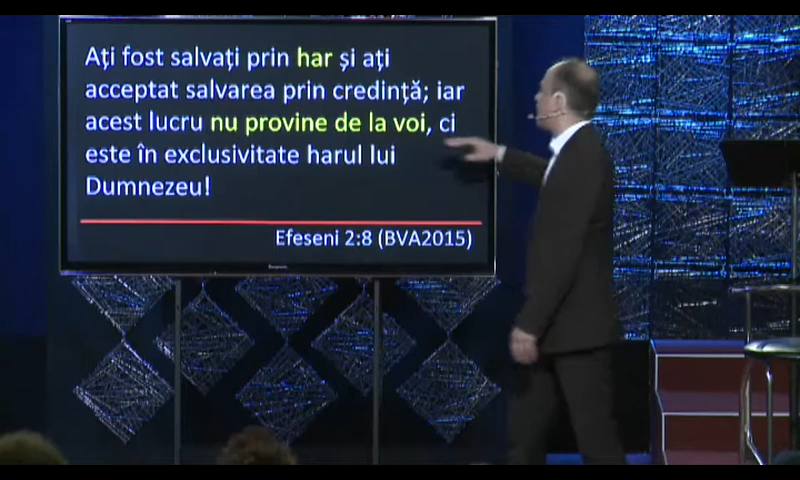 Ați fost salvați prin har și ați
acceptat salvarea prin credință; iar
acest lucru nu provine de la voi, ci
este în exclusivitate harul lui
Dumnezeu!
Efeseni 2:8 (BVA2015)